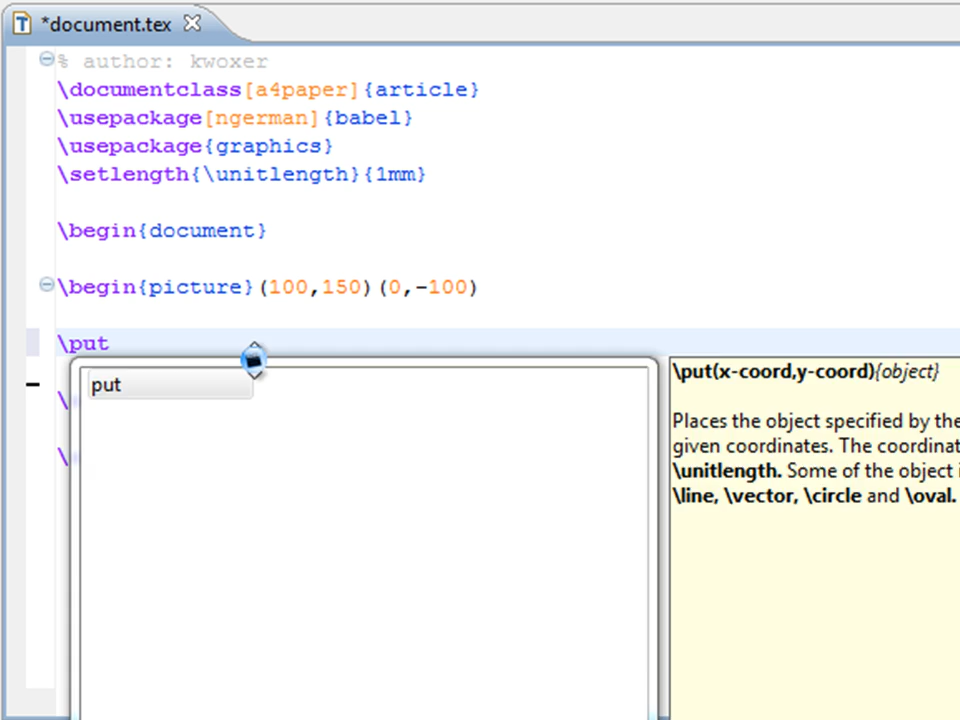 *document.tex
% author: kwoxer
\documentclass[a4paper]{article}
\usepackage[ngerman]{babel}
\usepackage{graphics}
\setlength{\unitlength}{1mm}
\begin{document}
\begin{picture}(100,150)(0,-100)
\put
put
\
\
\put(x-coord,y-coord){object}
Places the object specified by the
given coordinates. The
\unitlength. Some of the object
\line, \vector, \circle and \oval.